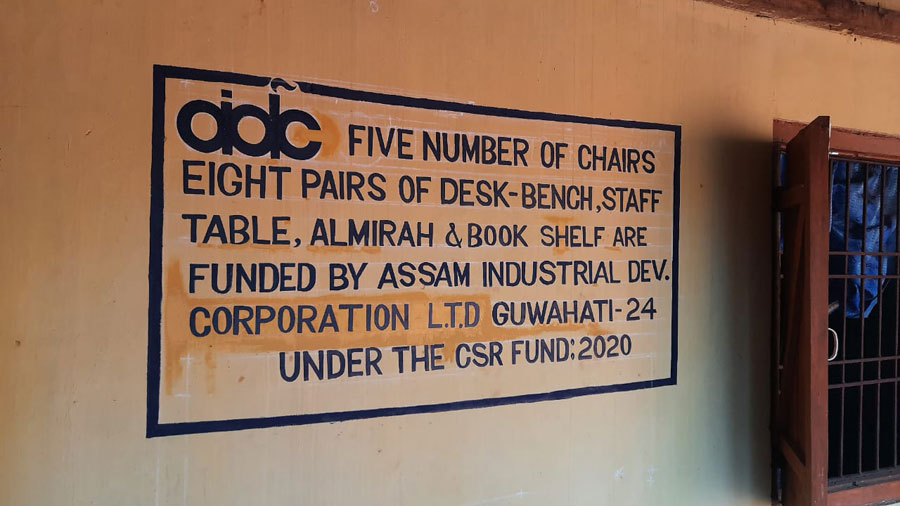 aidc FIVE NUMBER OF CHAIRS
EIGHT PAIRS OF DESK-BENCH, STAFF
TABLE, ALMIRAH & BOOK SHELF ARE
FUNDED BY ASSAM INDUSTRIAL DEV.
CORPORATION L.T.D GUWAHATI-24
UNDER THE CSR FUND:2020